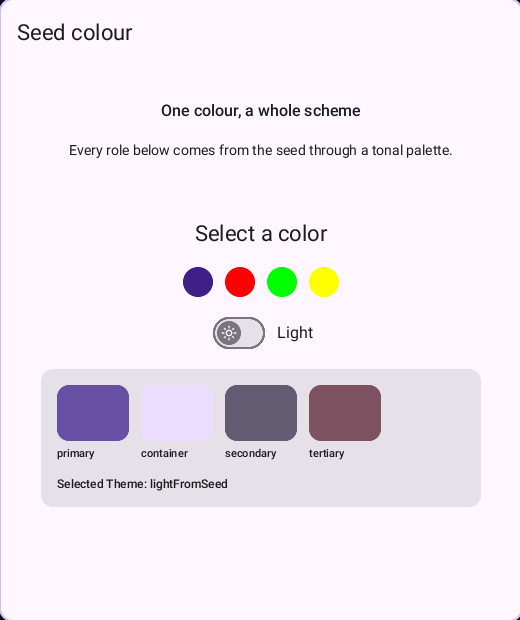 Seed colour
One colour, a whole scheme
Every role below comes from the seed through a tonal palette.
Select a color
Light
primary
container
secondary
tertiary
Selected Theme: lightFromSeed